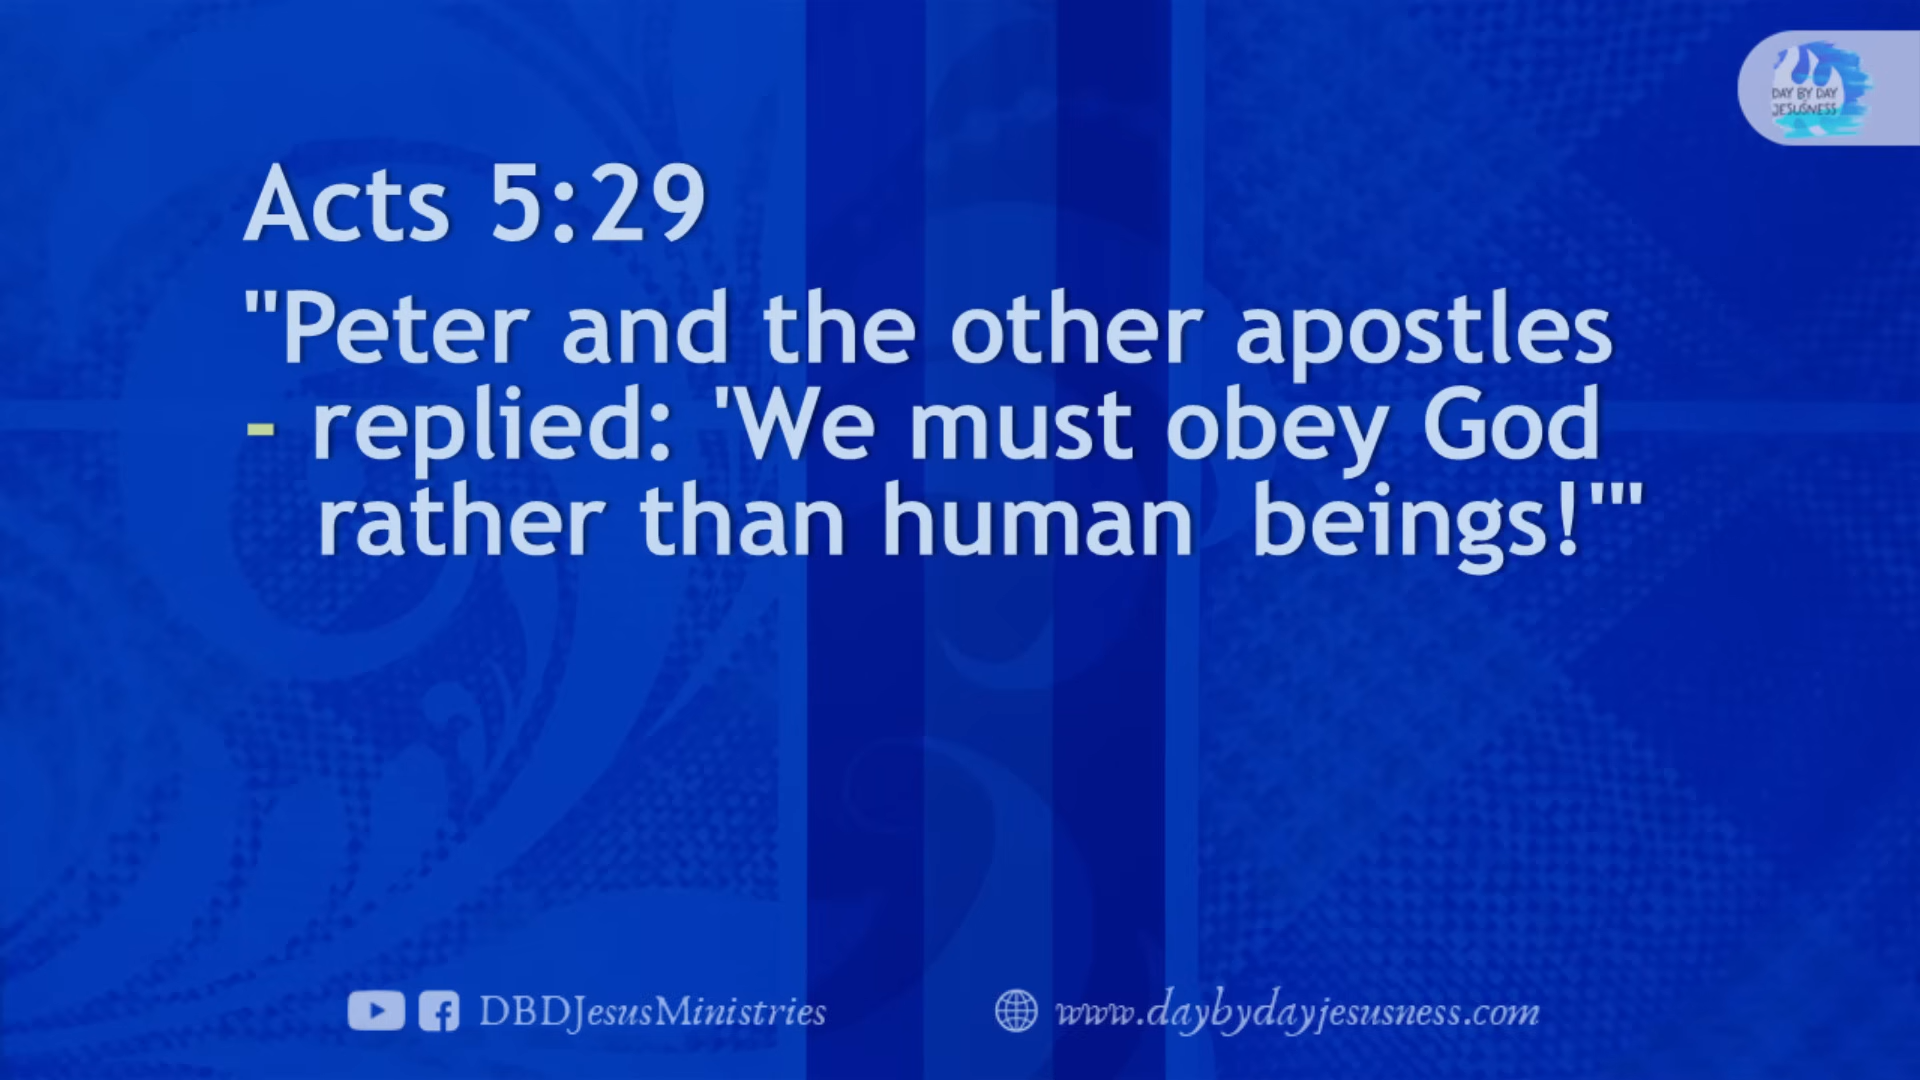 DAY BY DAY
JESUSNESS
Acts 5:29
"Peter and the other apostles
- replied: 'We must obey God
rather than human beings!'"
DBDJesusMinistries
www.daybydayjesusness.com